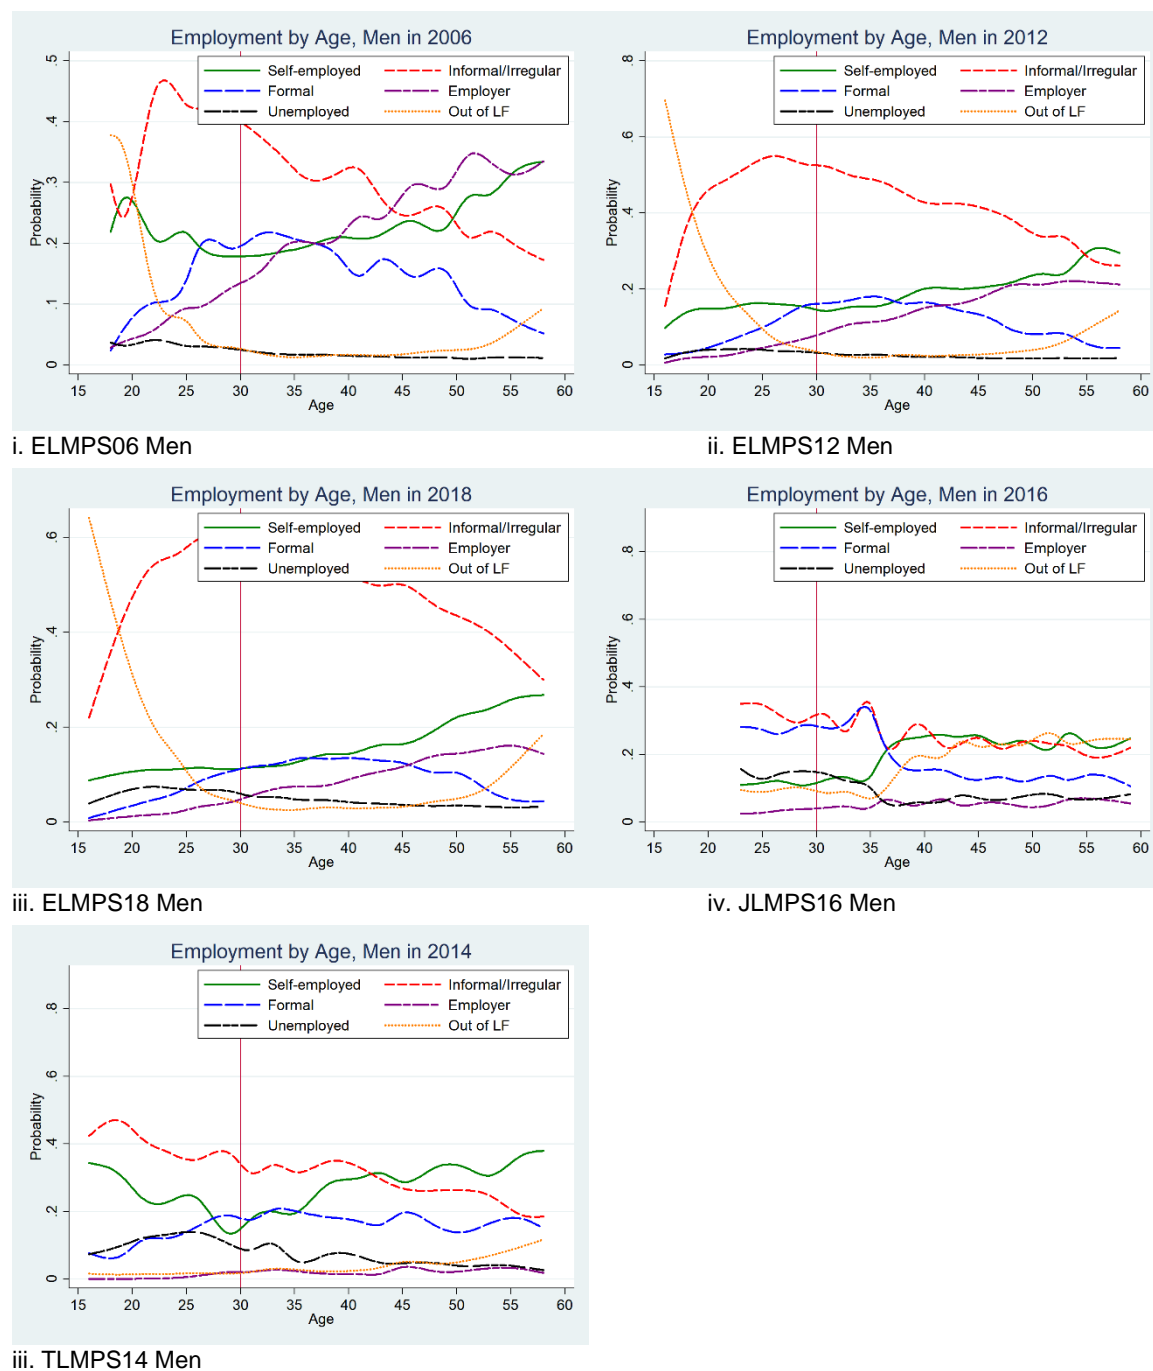 Employment by Age, Men in 2006
Self-employed Informal/Irregular
Formal Employer
Unemployed Out of LF
Probability
0 .1 .2 .3 .4 .5
15 20 25 30 35 40 45 50 55 60
Age
Employment by Age, Men in 2012
Self-employed Informal/Irregular
Formal Employer
Unemployed Out of LF
Probability
0 .2 .4 .6 .8
15 20 25 30 35 40 45 50 55 60
Age
i. ELMPS06 Men
ii. ELMPS12 Men
Employment by Age, Men in 2018
Self-employed Informal/Irregular
Formal Employer
Unemployed Out of LF
Probability
0 .2 .4 .6
15 20 25 30 35 40 45 50 55 60
Age
Employment by Age, Men in 2016
Self-employed Informal/Irregular
Formal Employer
Unemployed Out of LF
Probability
0 .2 .4 .6 .8
15 20 25 30 35 40 45 50 55 60
Age
iii. ELMPS18 Men
iv. JLMPS16 Men
Employment by Age, Men in 2014
Self-employed Informal/Irregular
Formal Employer
Unemployed Out of LF
Probability
0 .2 .4 .6 .8
15 20 25 30 35 40 45 50 55 60
Age
iii. TLMPS14 Men